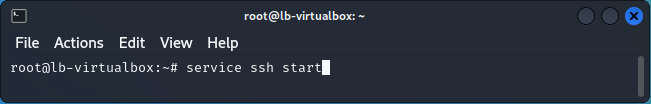 root@lb-virtualbox: ~
File Actions Edit View Help
root@lb-virtualbox:~# service ssh start